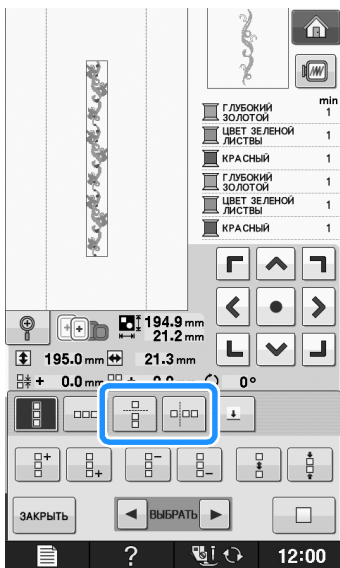 min
ГЛУБОКИЙ
ЗОЛОТОЙ
1
ЦВЕТ ЗЕЛЕНОЙ
ЛИСТВЫ
1
КРАСНЫЙ
1
ГЛУБОКИЙ
ЗОЛОТОЙ
1
ЦВЕТ ЗЕЛЕНОЙ
ЛИСТВЫ
1
КРАСНЫЙ
1
194.9 mm
21.2 mm
195.0 mm 21.3 mm
+ 0.0 mm + mm 0°
ЗАКРЫТЬ
ВЫБРАТЬ
?
12:00